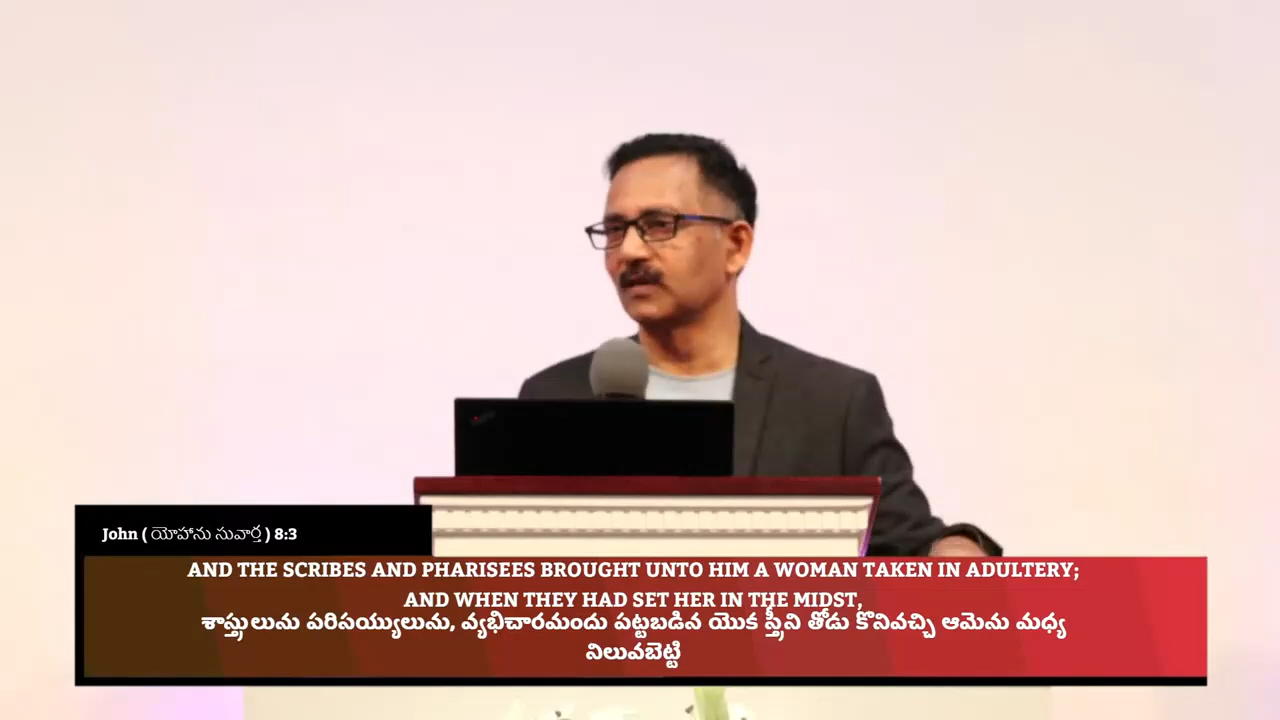 John ( యోహాను సువార్త ) 8:3
AND THE SCRIBES AND PHARISEES BROUGHT UNTO HIM A WOMAN TAKEN IN ADULTERY;
AND WHEN THEY HAD SET HER IN THE MIDST,
శాస్త్రులును పరిసయ్యులును, వ్యభిచారమందు పట్టబడిన యొక స్త్రీని తోడు కొనివచ్చి ఆమెను మధ్య
నిలువబెట్టి